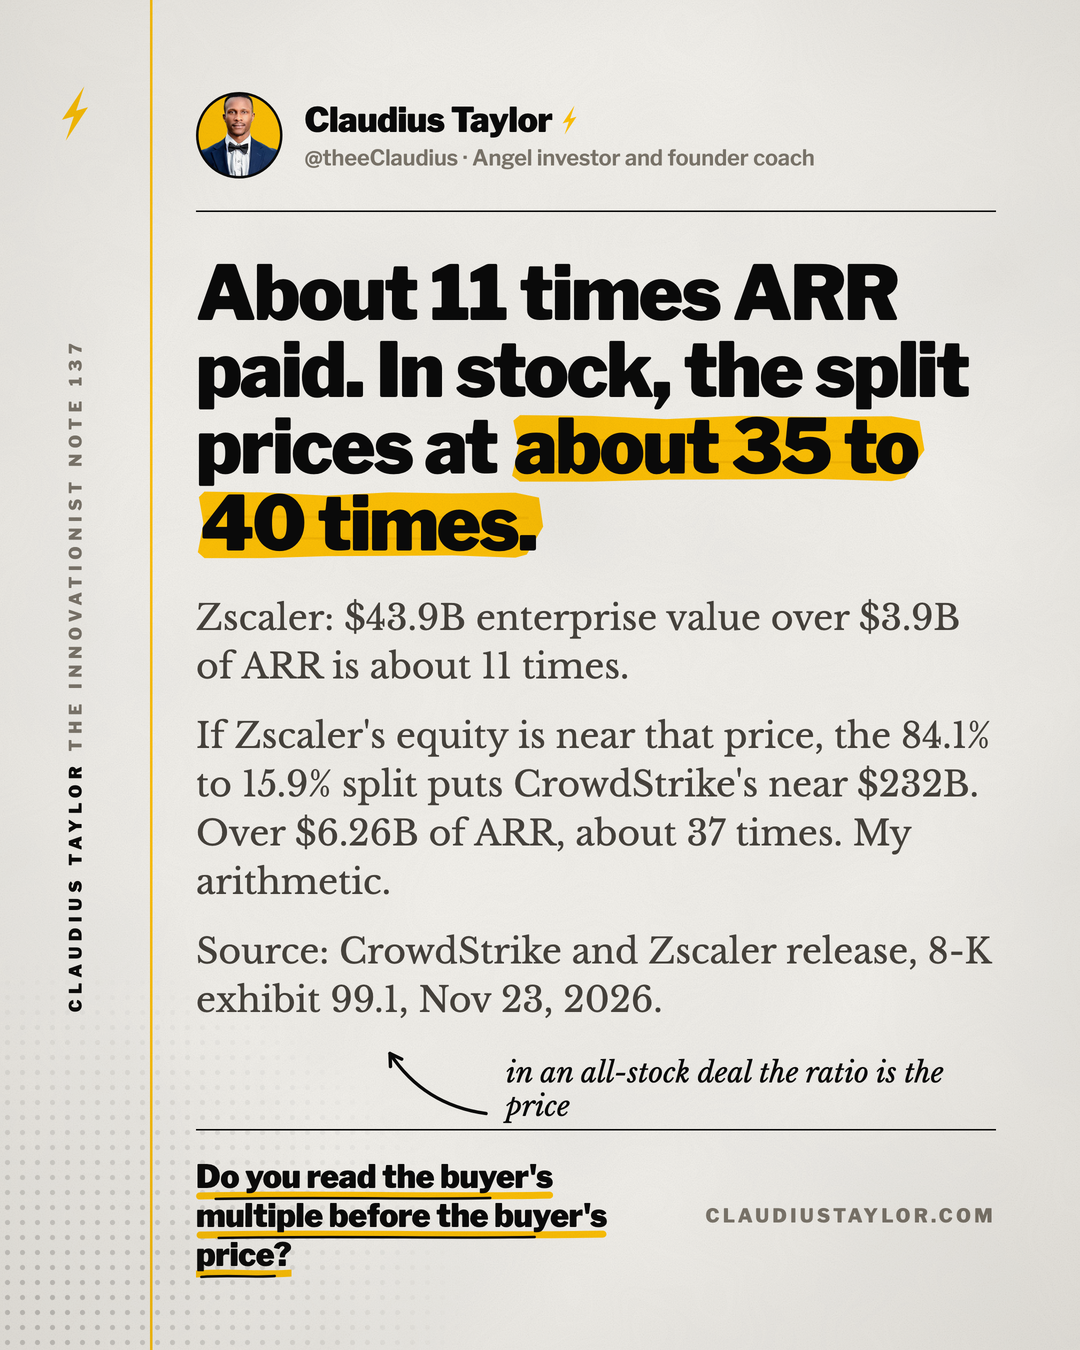 Claudius Taylor
@theeClaudius · Angel investor and founder coach
About 11 times ARR
paid. In stock, the split
prices at about 35 to
40 times.
Zscaler: $43.9B enterprise value over $3.9B
of ARR is about 11 times.
If Zscaler's equity is near that price, the 84.1%
to 15.9% split puts CrowdStrike's near $232B.
Over $6.26B of ARR, about 37 times. My
arithmetic.
Source: CrowdStrike and Zscaler release, 8-K
exhibit 99.1, Nov 23, 2026.
in an all-stock deal the ratio is the
price
Do you read the buyer's
multiple before the buyer's
price?
CLAUDIUSTAYLOR.COM
CLAUDIUS TAYLOR THE INNOVATIONIST NOTE 137